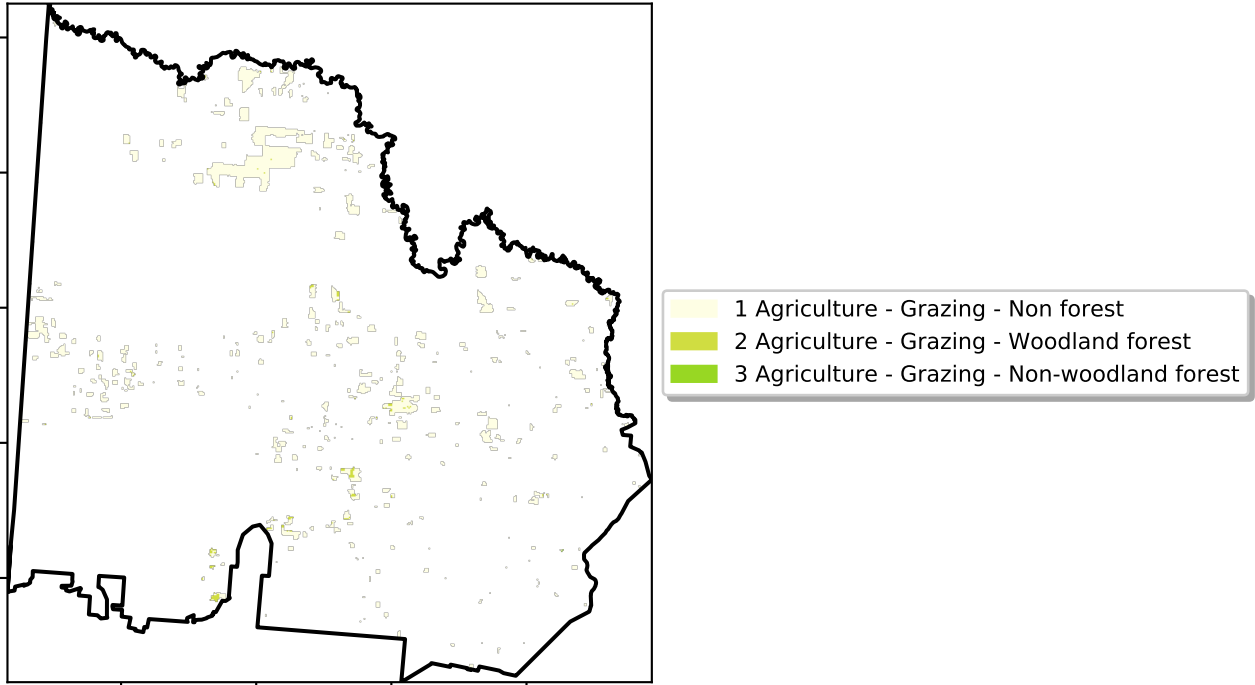 1 Agriculture - Grazing - Non forest
2 Agriculture - Grazing - Woodland forest
3 Agriculture - Grazing - Non-woodland forest